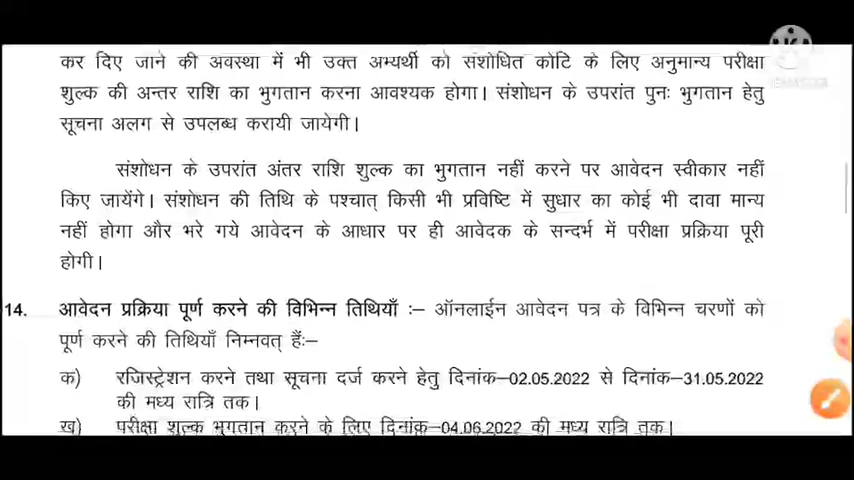 कर दिए जाने की अवस्था में भी उक्त अभ्यर्थी को संशोधित कोटि के लिए अनुमान्य परीक्षा
शुल्क की अन्तर राशि का भुगतान करना आवश्यक होगा। संशोधन के उपरांत पुनः भुगतान हेतु
सूचना अलग से उपलब्ध करायी जायेगी।
संशोधन के उपरांत अंतर राशि शुल्क का भुगतान नहीं करने पर आवेदन स्वीकार नहीं
किए जायेंगे। संशोधन की तिथि के पश्चात् किसी भी प्रविष्टि में सुधार का कोई भी दावा मान्य
नहीं होगा और भरे गये आवेदन के आधार पर ही आवेदक के सन्दर्भ में परीक्षा प्रक्रिया पूरी
होगी।
14. आवेदन प्रक्रिया पूर्ण करने की विभिन्न तिथियाँ :– ऑनलाईन आवेदन पत्र के विभिन्न चरणों को
पूर्ण करने की तिथियाँ निम्नवत् हैं:–
क) रजिस्ट्रेशन करने तथा सूचना दर्ज करने हेतु दिनांक–02.05.2022 से दिनांक–31.05.2022
की मध्य रात्रि तक।
ख) परीक्षा शुल्क भुगतान करने के लिए दिनांक–04.06.2022 की मध्य रात्रि तक।